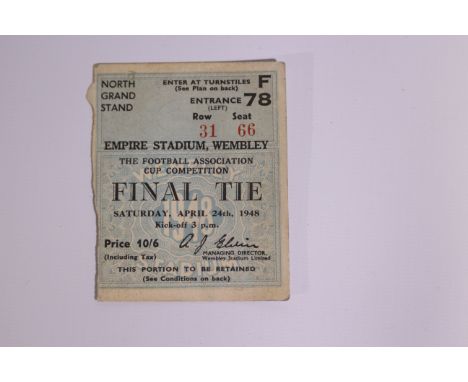 NORTH GRAND STAND
ENTER AT TURNSTILES F
(See Plan on back)
ENTRANCE 78
(LEFT)
Row Seat
31 66
EMPIRE STADIUM, WEMBLEY
THE FOOTBALL ASSOCIATION
CUP COMPETITION
FINAL TIE
SATURDAY, APRIL 24th, 1948
Kick-off 3 p.m.
Price 10/6
(Including Tax)
MANAGING DIRECTOR,
Wembley Stadium Limited
THIS PORTION TO BE RETAINED
(See Conditions on back)